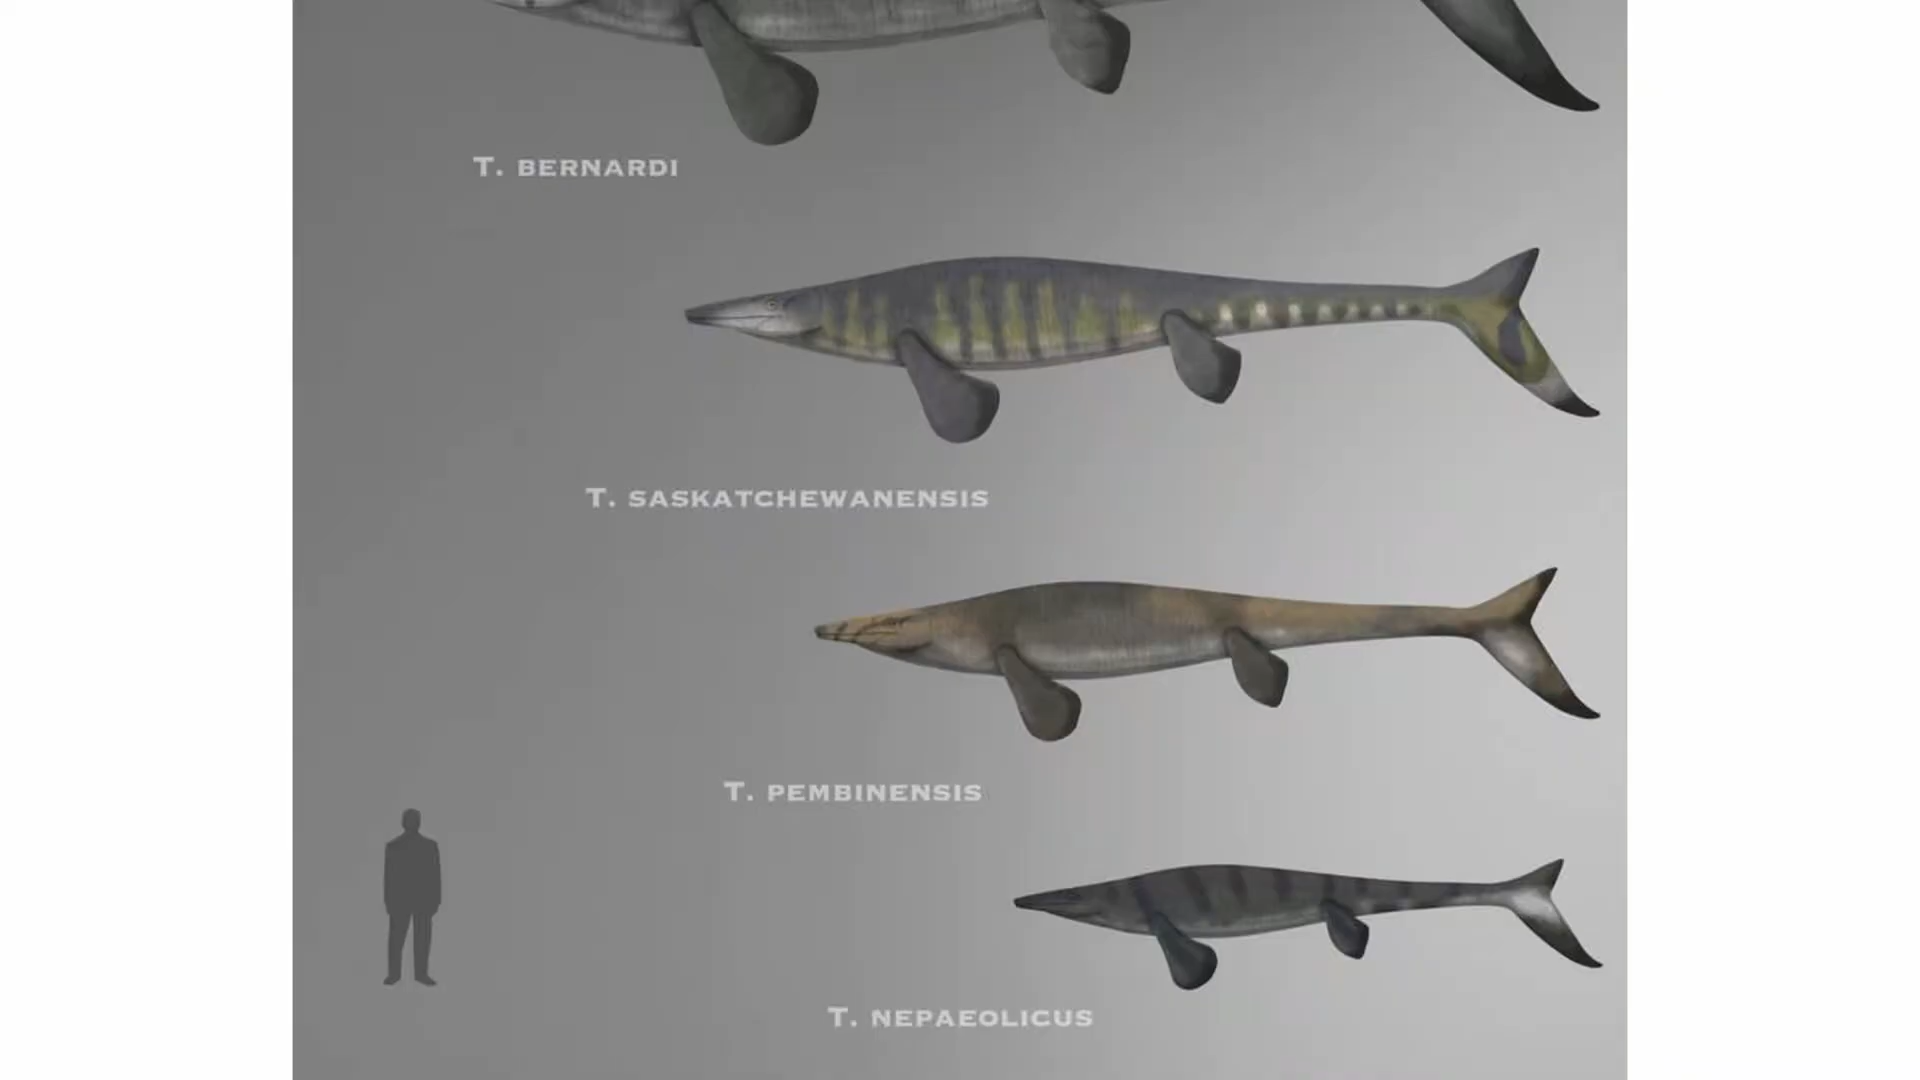 T. BERNARDI
T. SASKATCHEWANENSIS
T. PEMBINENSIS
T. NEPAEOLICUS